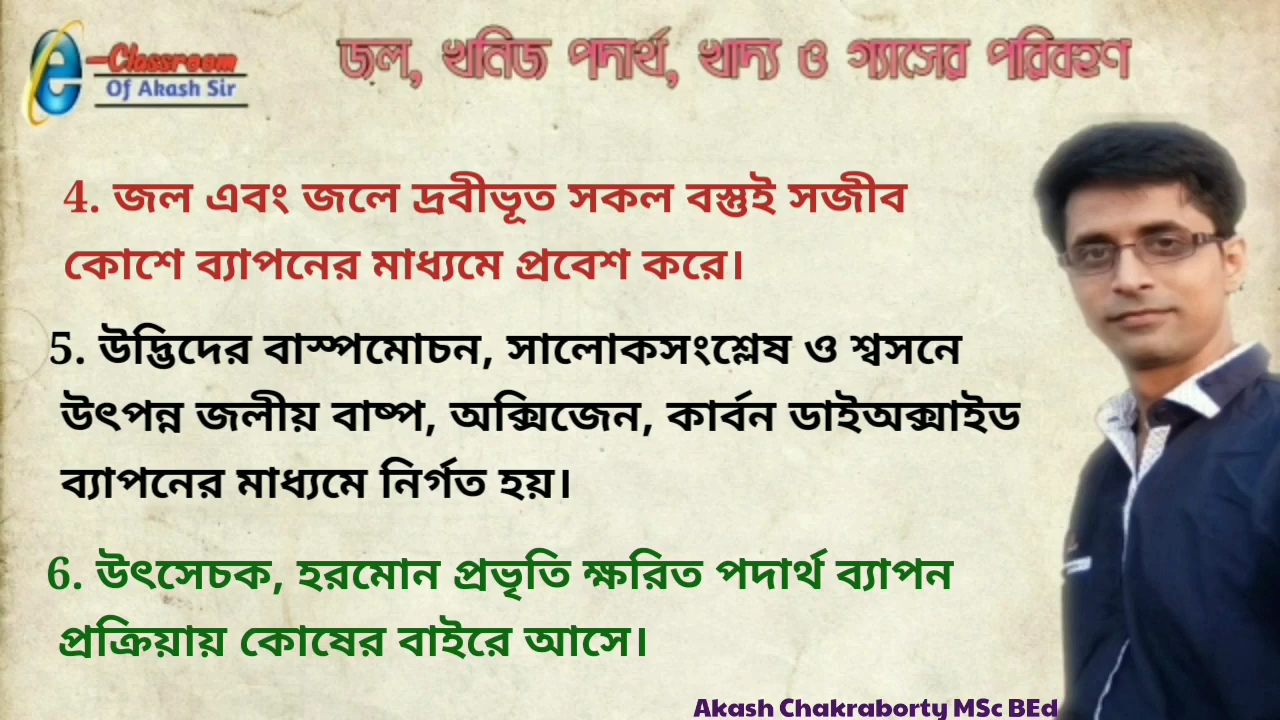 e-Classroom
Of Akash Sir
জল, খনিজ পদার্থ, খাদ্য ও গ্যাসের পরিবহণ
4. জল এবং জলে দ্রবীভূত সকল বস্তুই সজীব
কোশে ব্যাপনের মাধ্যমে প্রবেশ করে।
5. উদ্ভিদের বাস্পমোচন, সালোকসংশ্লেষ ও শ্বসনে
উৎপন্ন জলীয় বাষ্প, অক্সিজেন, কার্বন ডাইঅক্সাইড
ব্যাপনের মাধ্যমে নির্গত হয়।
6. উৎসেচক, হরমোন প্রভৃতি ক্ষরিত পদার্থ ব্যাপন
প্রক্রিয়ায় কোষের বাইরে আসে।
Akash Chakraborty MSc BEd